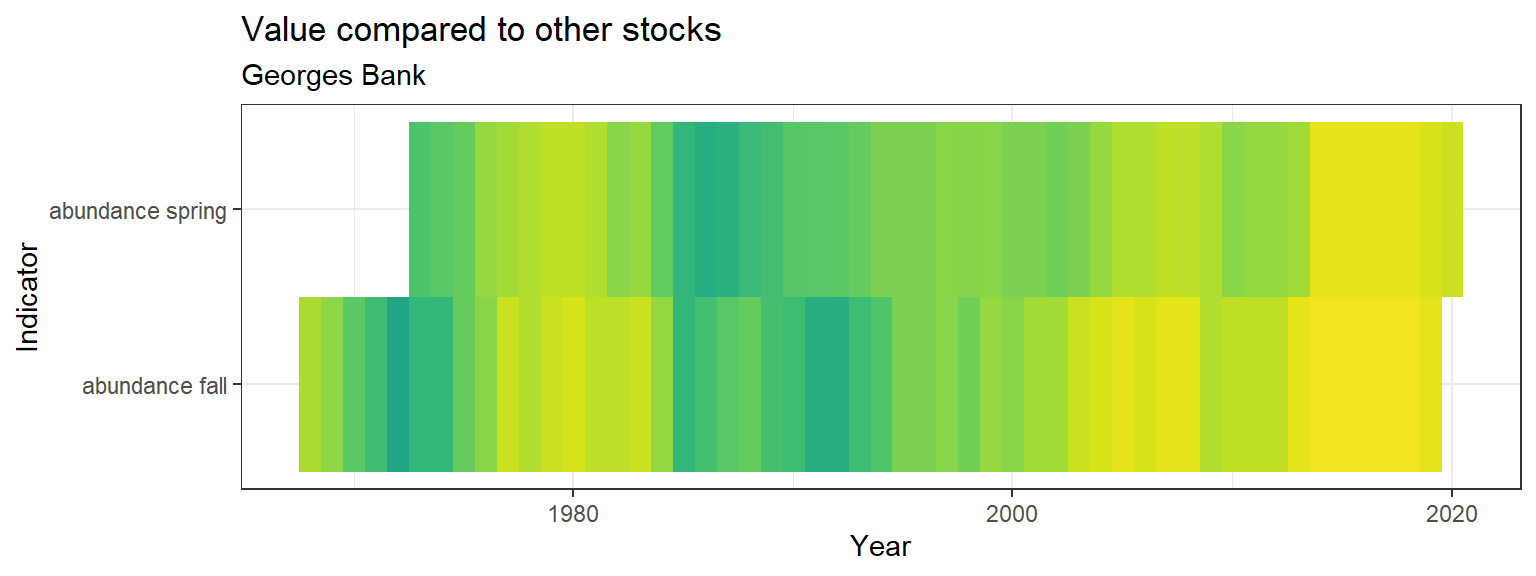 Value compared to other stocks
Georges Bank
Indicator
abundance spring
abundance fall
1980
2000
2020
Year